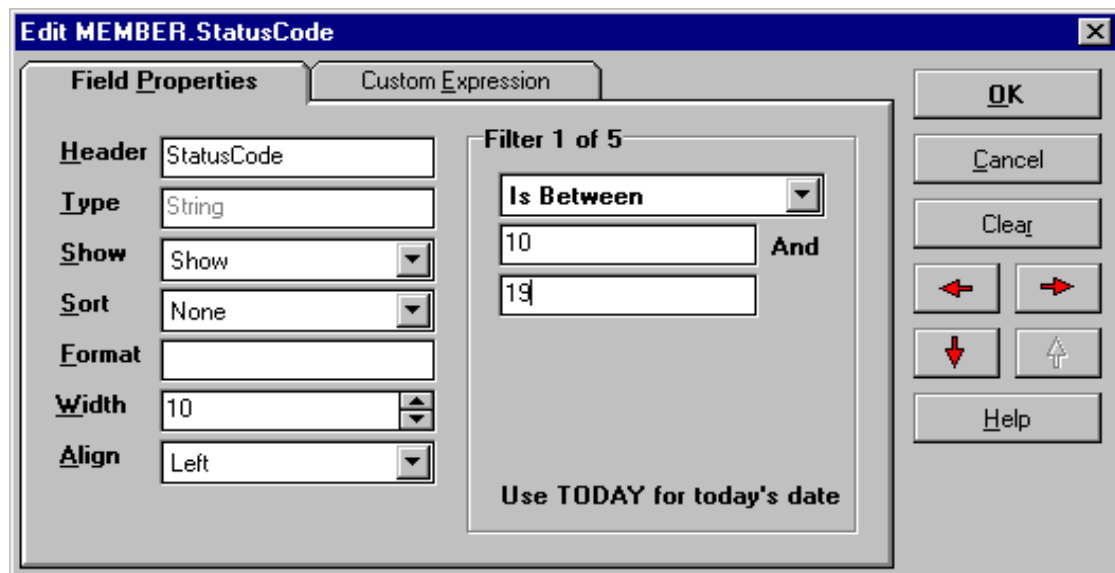 Edit MEMBER.StatusCode
Field Properties
Custom Expression
Header StatusCode
Type String
Show Show
Sort None
Format
Width 10
Align Left
Filter 1 of 5
Is Between
10 And
19
Use TODAY for today's date
OK
Cancel
Clear
Help